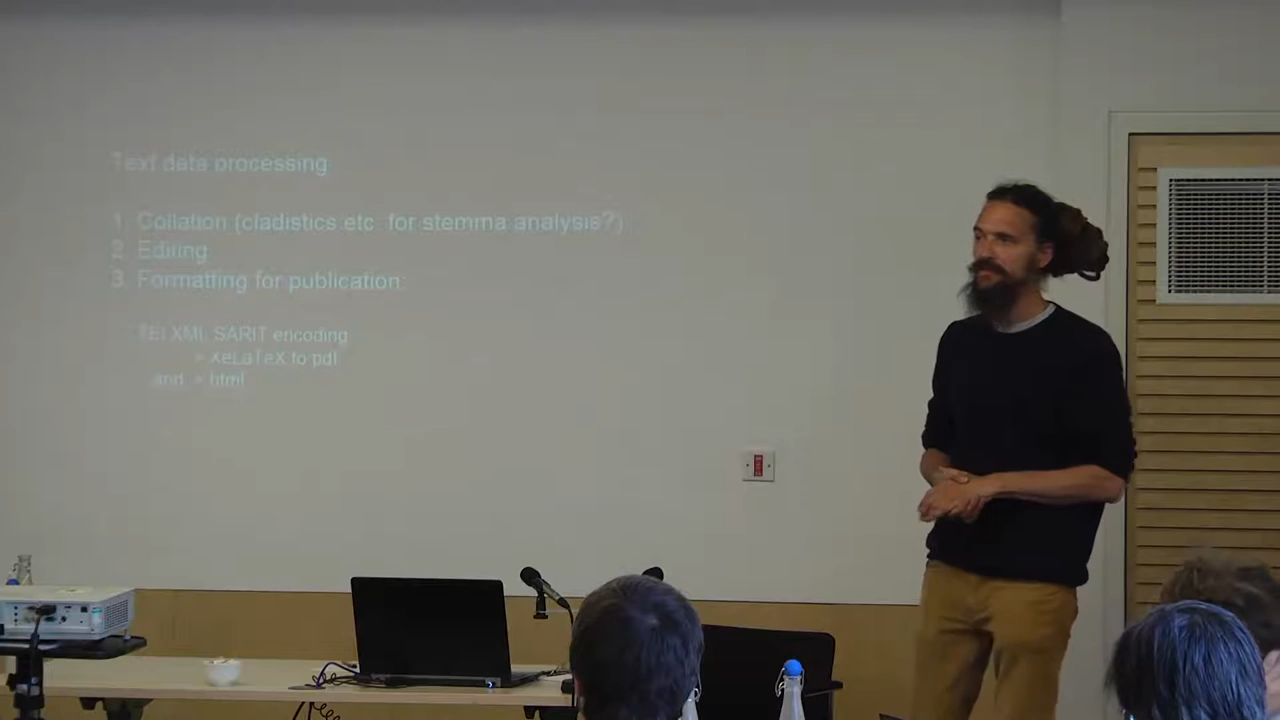 Text data processing
1. Collation (cladistics etc. for stemma analysis?)
2. Editing
3. Formatting for publication:
TEI XML SARIT encoding
> XeLaTeX to pdf
and > html